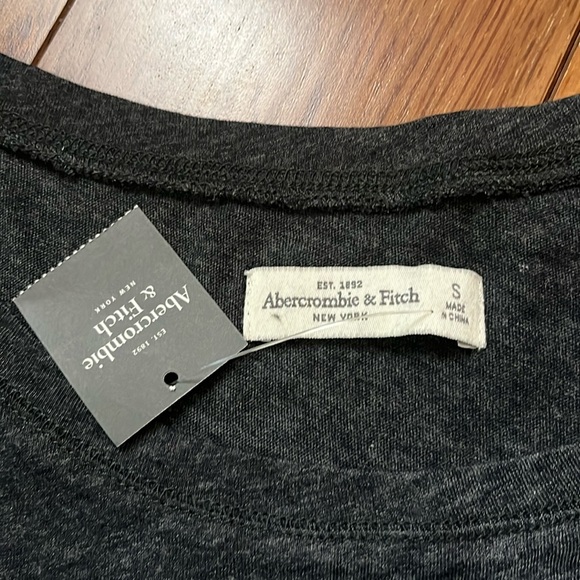 Abercrombie
& Fitch
NEW YORK
EST. 1892
EST. 1892
Abercrombie & Fitch
NEW YORK
S
MADE
IN CHINA